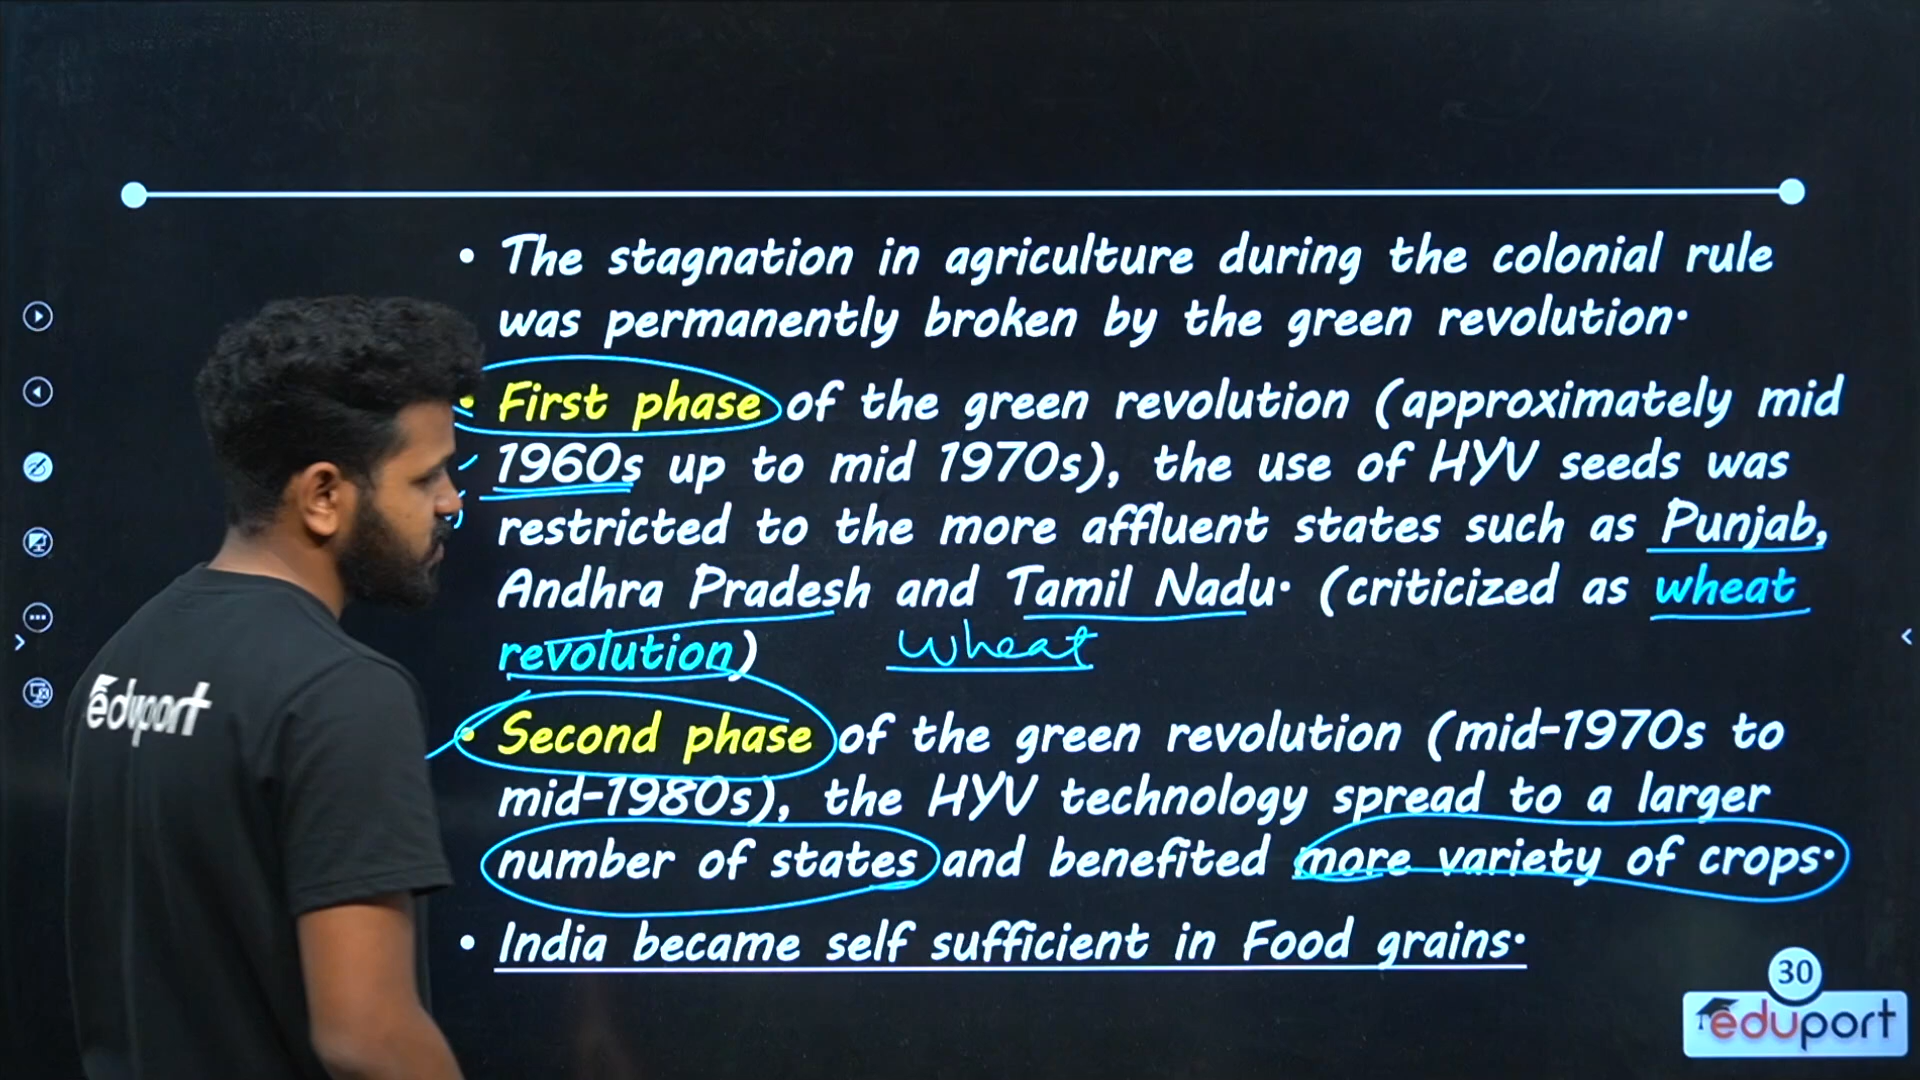 • The stagnation in agriculture during the colonial rule
was permanently broken by the green revolution.
• First phase of the green revolution (approximately mid
1960s up to mid 1970s), the use of HYV seeds was
restricted to the more affluent states such as Punjab,
Andhra Pradesh and Tamil Nadu. (criticized as wheat
revolution) wheat
• Second phase of the green revolution (mid-1970s to
mid-1980s), the HYV technology spread to a larger
number of states and benefited more variety of crops.
• India became self sufficient in Food grains.
eduport
30
eduport